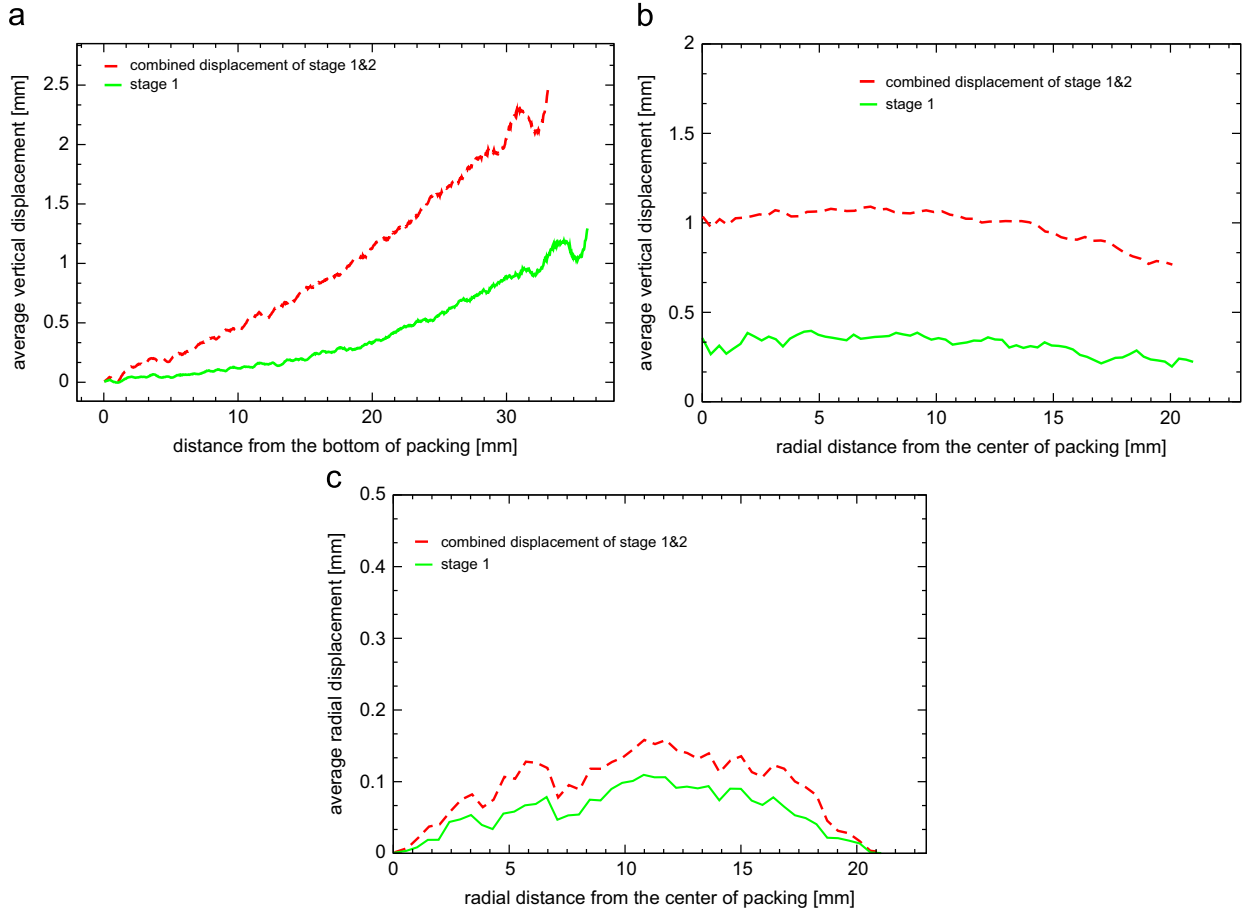 a
combined displacement of stage 1&2
stage 1
average vertical displacement [mm]
2.5
2
1.5
1
0.5
0
0 10 20 30
distance from the bottom of packing [mm]
b
combined displacement of stage 1&2
stage 1
average vertical displacement [mm]
2
1.5
1
0.5
0
0 5 10 15 20
radial distance from the center of packing [mm]
c
combined displacement of stage 1&2
stage 1
average radial displacement [mm]
0.5
0.4
0.3
0.2
0.1
0
0 5 10 15 20
radial distance from the center of packing [mm]